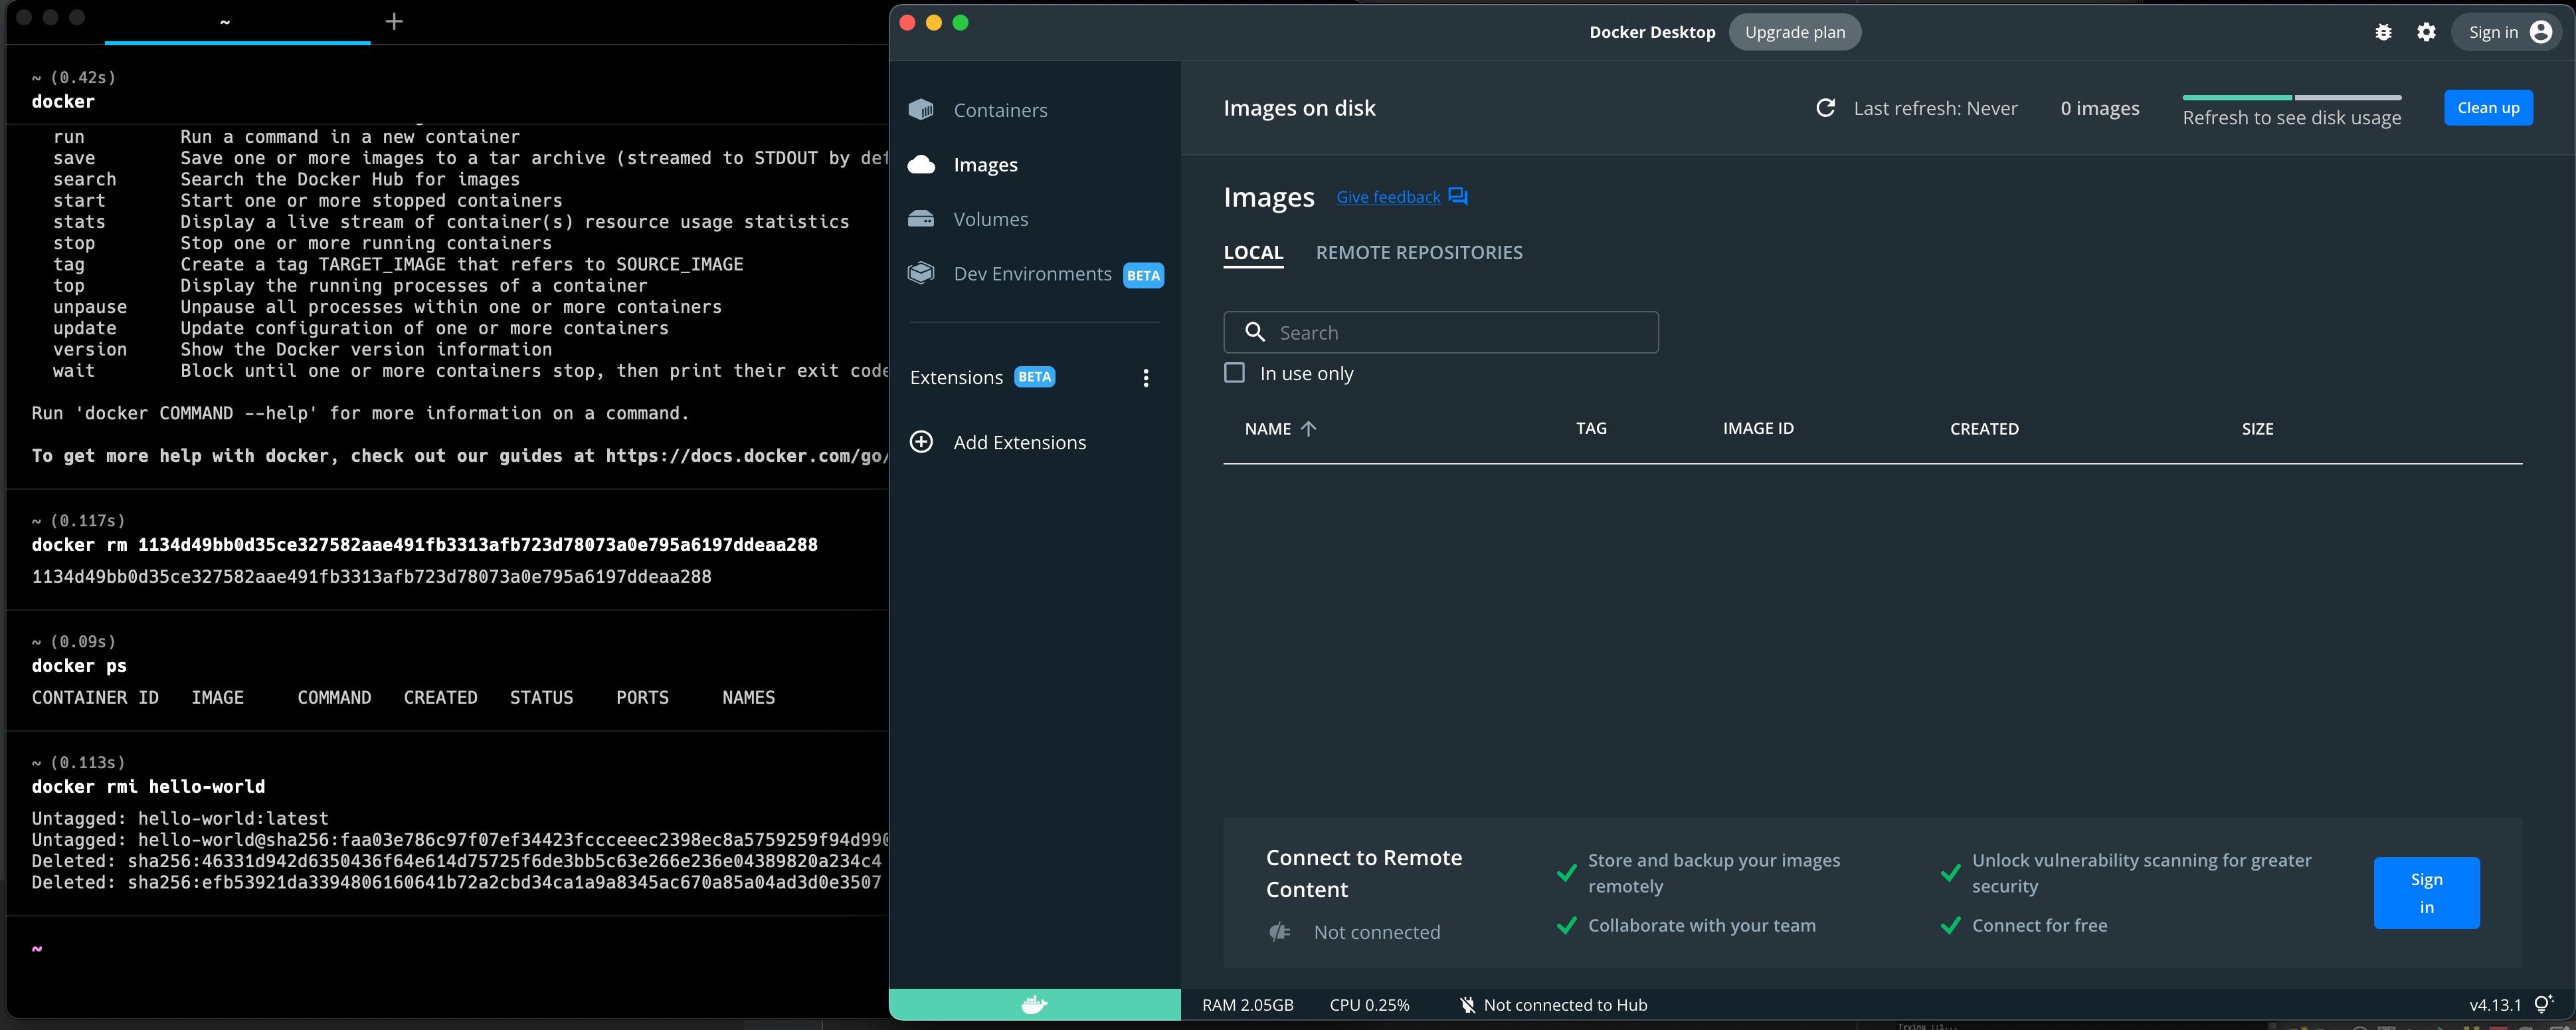 ~
~ (0.42s)
docker
run Run a command in a new container
save Save one or more images to a tar archive (streamed to STDOUT by def
search Search the Docker Hub for images
start Start one or more stopped containers
stats Display a live stream of container(s) resource usage statistics
stop Stop one or more running containers
tag Create a tag TARGET_IMAGE that refers to SOURCE_IMAGE
top Display the running processes of a container
unpause Unpause all processes within one or more containers
update Update configuration of one or more containers
version Show the Docker version information
wait Block until one or more containers stop, then print their exit code
Run 'docker COMMAND --help' for more information on a command.
To get more help with docker, check out our guides at https://docs.docker.com/go/
~ (0.117s)
docker rm 1134d49bb0d35ce327582aae491fb3313afb723d78073a0e795a6197ddeaa288
1134d49bb0d35ce327582aae491fb3313afb723d78073a0e795a6197ddeaa288
~ (0.09s)
docker ps
CONTAINER ID IMAGE COMMAND CREATED STATUS PORTS NAMES
~ (0.113s)
docker rmi hello-world
Untagged: hello-world:latest
Untagged: hello-world@sha256:faa03e786c97f07ef34423fccceeec2398ec8a5759259f94d990
Deleted: sha256:46331d942d6350436f64e614d75725f6de3bb5c63e266e236e04389820a234c4
Deleted: sha256:efb53921da3394806160641b72a2cbd34ca1a9a8345ac670a85a04ad3d0e3507
~
Docker Desktop
Upgrade plan
Sign in
Containers
Images
Volumes
Dev Environments BETA
Extensions BETA
Add Extensions
Images on disk
Last refresh: Never
0 images
Refresh to see disk usage
Clean up
Images
Give feedback
LOCAL REMOTE REPOSITORIES
Search
In use only
NAME TAG IMAGE ID CREATED SIZE
Connect to Remote
Content
Not connected
Store and backup your images
remotely
Collaborate with your team
Unlock vulnerability scanning for greater
security
Connect for free
Sign
in
RAM 2.05GB CPU 0.25% Not connected to Hub
v4.13.1